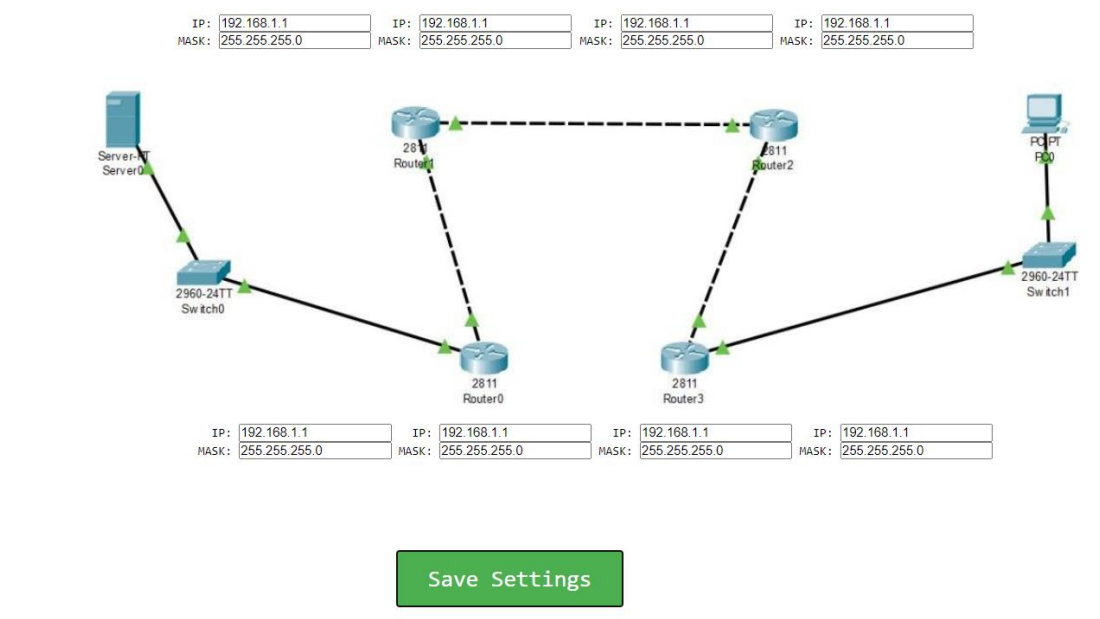 IP: 192.168.1.1 IP: 192.168.1.1 IP: 192.168.1.1 IP: 192.168.1.1
MASK: 255.255.255.0 MASK: 255.255.255.0 MASK: 255.255.255.0 MASK: 255.255.255.0
Server-PT
Server0
2811
Router1
2811
Router2
PC-PT
PC0
2960-24TT
Switch0
2960-24TT
Switch1
2811
Router0
2811
Router3
IP: 192.168.1.1 IP: 192.168.1.1 IP: 192.168.1.1 IP: 192.168.1.1
MASK: 255.255.255.0 MASK: 255.255.255.0 MASK: 255.255.255.0 MASK: 255.255.255.0
Save Settings